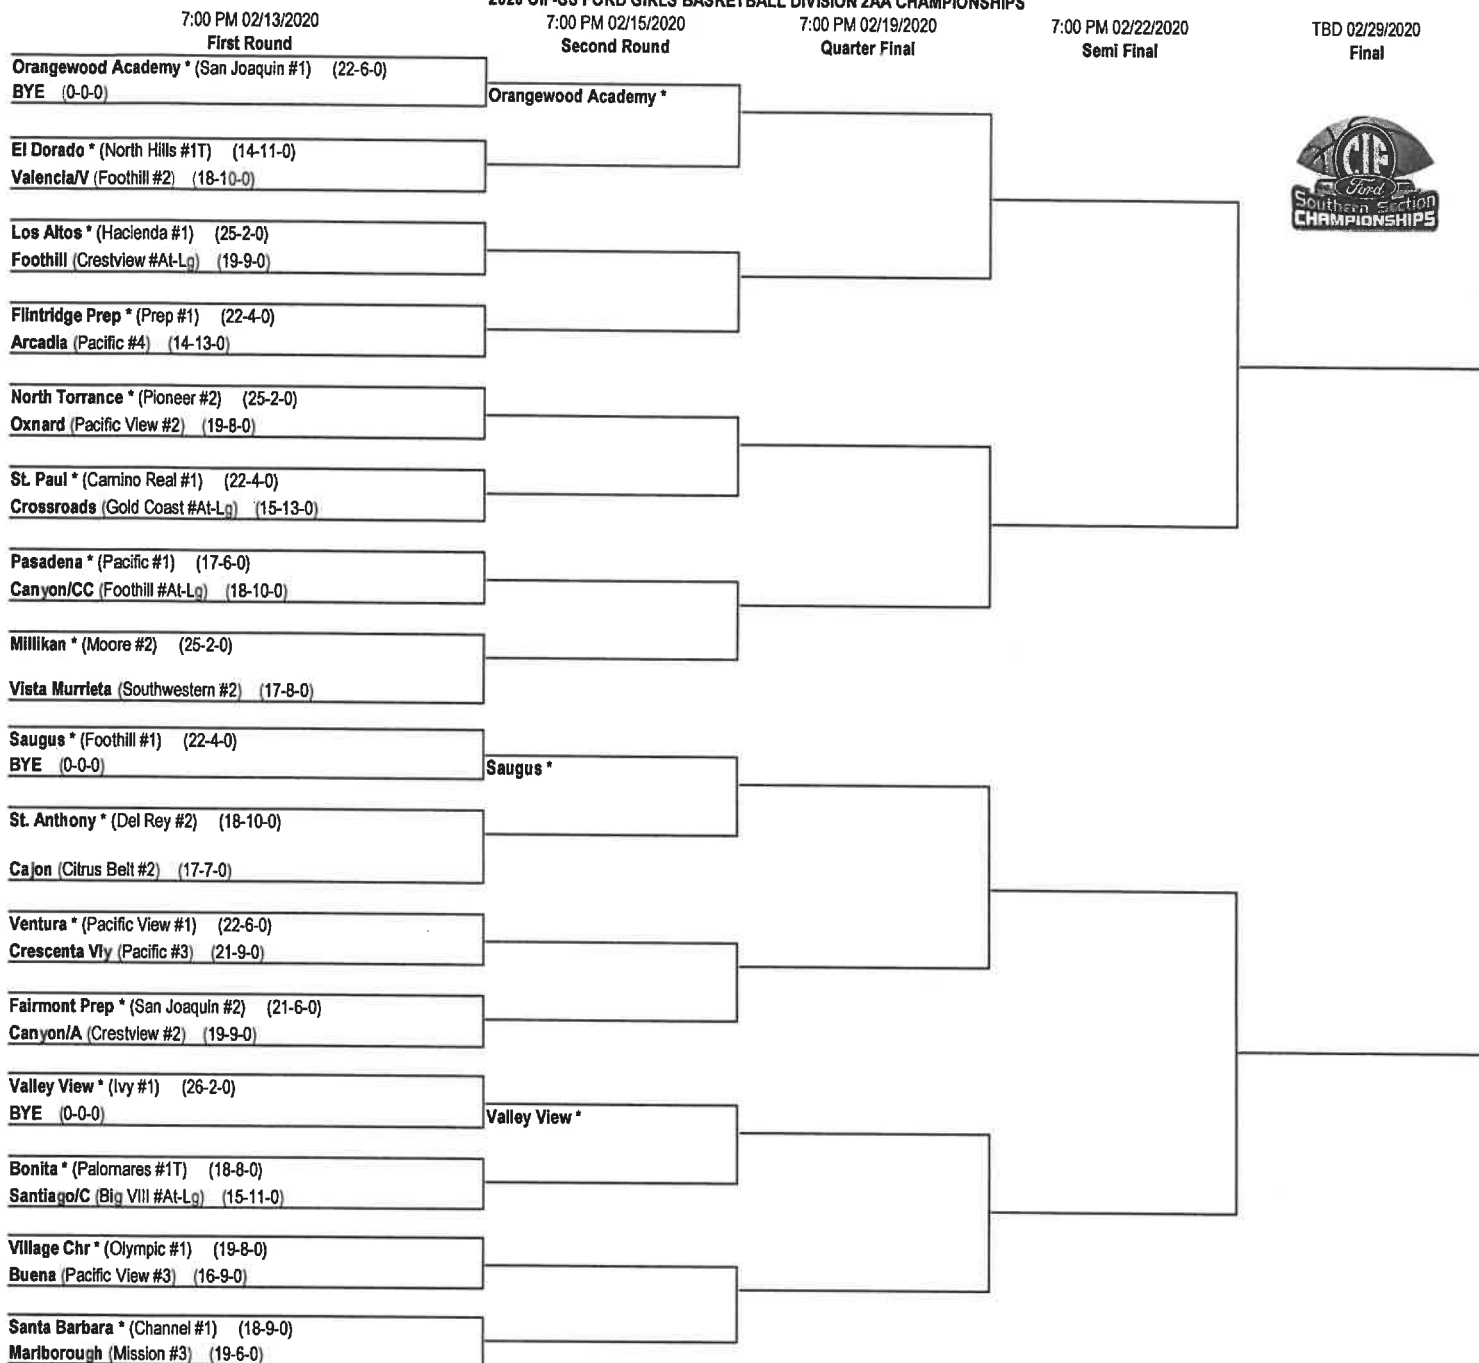 2020 CIF-SS FORD GIRLS BASKETBALL DIVISION 2AA CHAMPIONSHIPS
7:00 PM 02/13/2020
First Round
7:00 PM 02/15/2020
Second Round
7:00 PM 02/19/2020
Quarter Final
7:00 PM 02/22/2020
Semi Final
TBD 02/29/2020
Final
CIF
Ford
Southern Section
CHAMPIONSHIPS
Orangewood Academy * (San Joaquin #1) (22-6-0)
BYE (0-0-0)
Orangewood Academy *
El Dorado * (North Hills #1T) (14-11-0)
Valencia/V (Foothill #2) (18-10-0)
Los Altos * (Hacienda #1) (25-2-0)
Foothill (Crestview #At-Lg) (19-9-0)
Flintridge Prep * (Prep #1) (22-4-0)
Arcadia (Pacific #4) (14-13-0)
North Torrance * (Pioneer #2) (25-2-0)
Oxnard (Pacific View #2) (19-8-0)
St. Paul * (Camino Real #1) (22-4-0)
Crossroads (Gold Coast #At-Lg) (15-13-0)
Pasadena * (Pacific #1) (17-6-0)
Canyon/CC (Foothill #At-Lg) (18-10-0)
Millikan * (Moore #2) (25-2-0)
Vista Murrieta (Southwestern #2) (17-8-0)
Saugus * (Foothill #1) (22-4-0)
BYE (0-0-0)
Saugus *
St. Anthony * (Del Rey #2) (18-10-0)
Cajon (Citrus Belt #2) (17-7-0)
Ventura * (Pacific View #1) (22-6-0)
Crescenta Vly (Pacific #3) (21-9-0)
Fairmont Prep * (San Joaquin #2) (21-6-0)
Canyon/A (Crestview #2) (19-9-0)
Valley View * (Ivy #1) (26-2-0)
BYE (0-0-0)
Valley View *
Bonita * (Palomares #1T) (18-8-0)
Santiago/C (Big VIII #At-Lg) (15-11-0)
Village Chr * (Olympic #1) (19-8-0)
Buena (Pacific View #3) (16-9-0)
Santa Barbara * (Channel #1) (18-9-0)
Marlborough (Mission #3) (19-6-0)